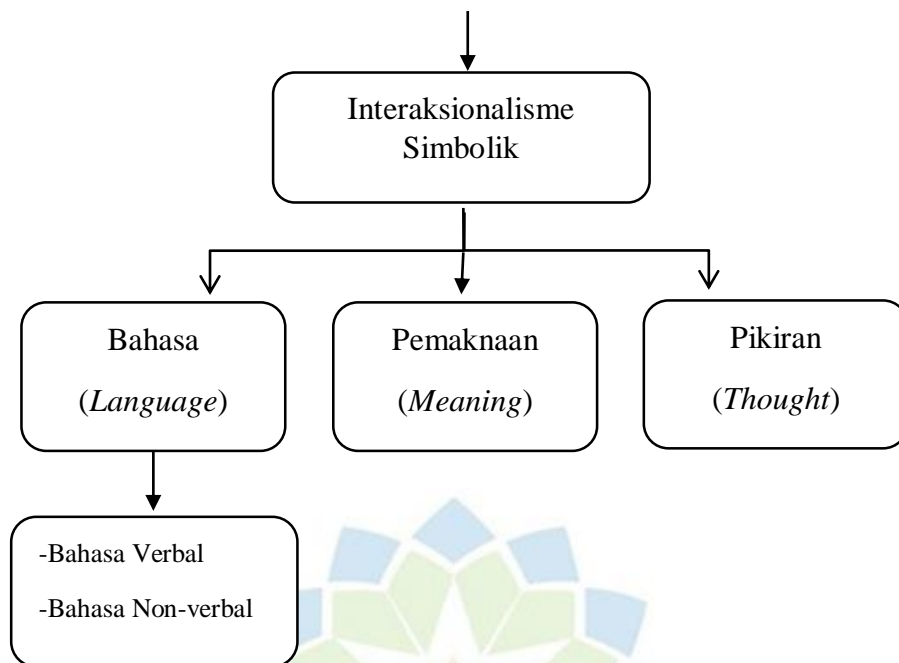 Interaksionalisme
Simbolik
Bahasa
(Language)
Pemaknaan
(Meaning)
Pikiran
(Thought)
-Bahasa Verbal
-Bahasa Non-verbal